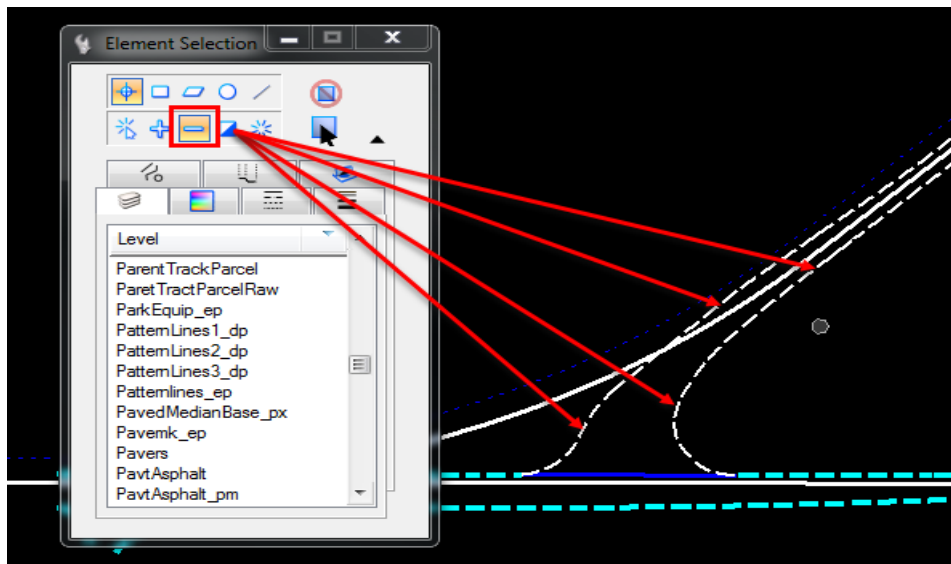 Element Selection
Level
ParentTrackParcel
ParetTractParcelRaw
ParkEquip_ep
PatternLines1_dp
PatternLines2_dp
PatternLines3_dp
Patternlines_ep
PavedMedianBase_px
Pavemk_ep
Pavers
PavtAsphalt
PavtAsphalt_pm